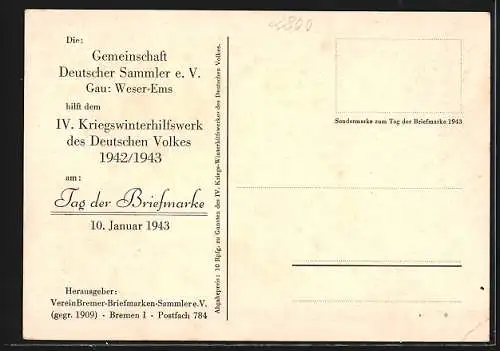 2800
Die:
Gemeinschaft
Deutscher Sammler e. V.
Gau: Weser-Ems
hilft dem
IV. Kriegswinterhilfswerk
des Deutschen Volkes
1942/1943
am:
Tag der Briefmarke
10. Januar 1943
Herausgeber:
Verein Bremer-Briefmarken-Sammler e. V.
(gegr. 1909) - Bremen 1 - Postfach 784
Abgabepreis: 10 Rpfg. zu Gunsten des IV. Kriegs-Winterhilfswerkes des Deutschen Volkes.
Sondermarke zum Tag der Briefmarke 1943